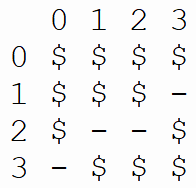 0 1 2 3
0 $ $ $ $
1 $ $ $ -
2 $ - - $
3 - $ $ $